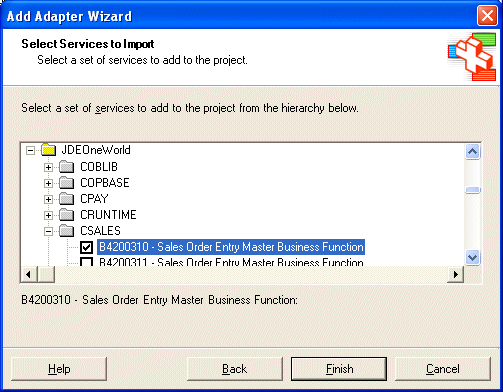 Add Adapter Wizard
Select Services to Import
Select a set of services to add to the project.
Select a set of services to add to the project from the hierarchy below.
JDEOneWorld
COBLIB
COPBASE
CPAY
CRUNTIME
CSALES
B4200310 - Sales Order Entry Master Business Function
B4200311 - Sales Order Entry Master Business Function
B4200310 - Sales Order Entry Master Business Function:
Help
Back
Finish
Cancel